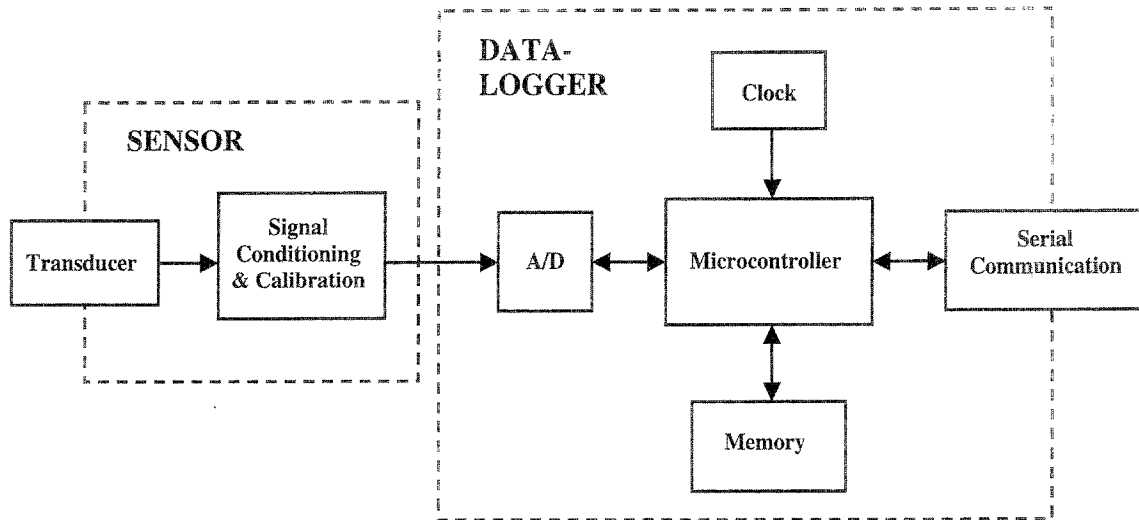 DATA-
LOGGER
Clock
SENSOR
Transducer
Signal
Conditioning
& Calibration
A/D
Microcontroller
Serial
Communication
Memory